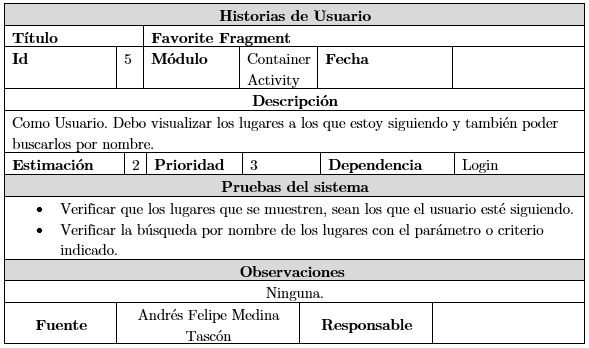 Historias de Usuario
Título Favorite Fragment
Id 5 Módulo Container Activity Fecha
Descripción
Como Usuario. Debo visualizar los lugares a los que estoy siguiendo y también poder
buscarlos por nombre.
Estimación 2 Prioridad 3 Dependencia Login
Pruebas del sistema
• Verificar que los lugares que se muestren, sean los que el usuario esté siguiendo.
• Verificar la búsqueda por nombre de los lugares con el parámetro o criterio
indicado.
Observaciones
Ninguna.
Fuente Andrés Felipe Medina Tascón Responsable